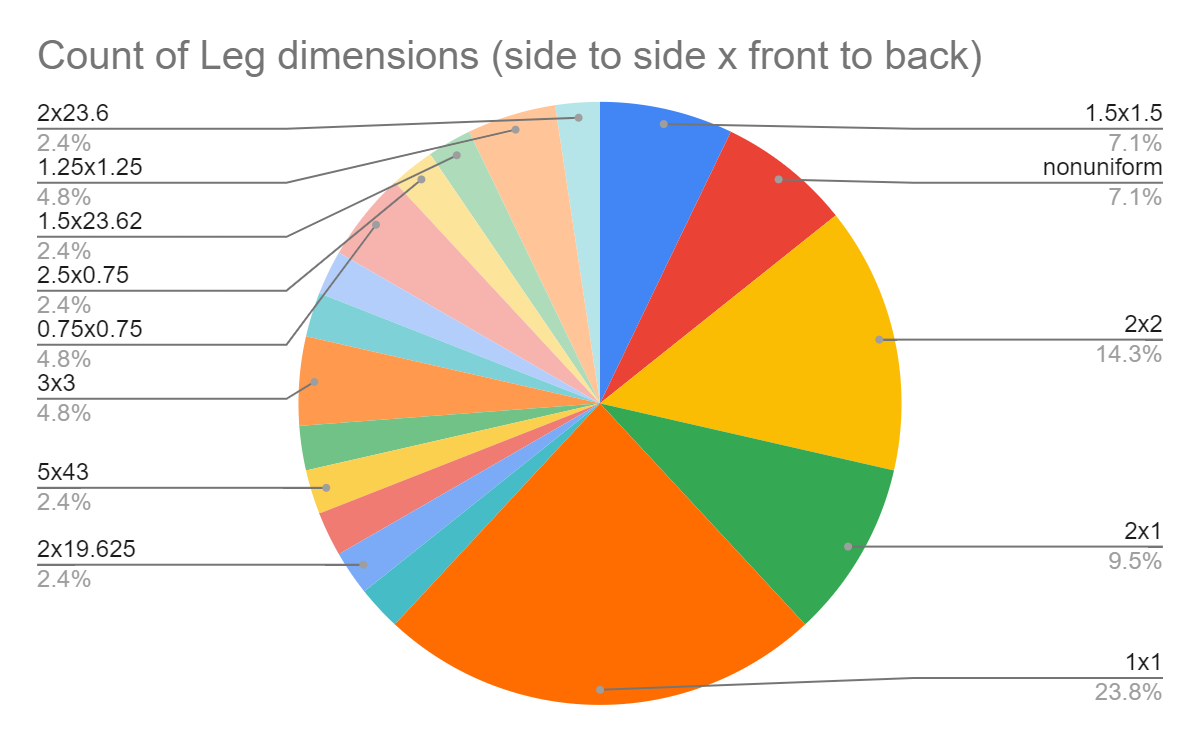 Count of Leg dimensions (side to side x front to back)
2x23.6
2.4%
1.25x1.25
4.8%
1.5x23.62
2.4%
2.5x0.75
2.4%
0.75x0.75
4.8%
3x3
4.8%
5x43
2.4%
2x19.625
2.4%
1.5x1.5
7.1%
nonuniform
7.1%
2x2
14.3%
2x1
9.5%
1x1
23.8%